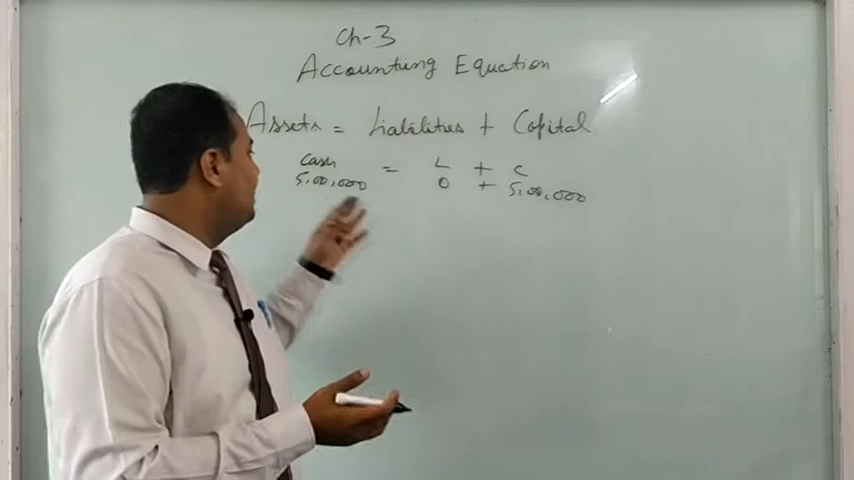 Ch-3
Accounting Equation
Assets = Liabilities + Capital
Cash = L + C
5,00,000 0 + 5,00,000